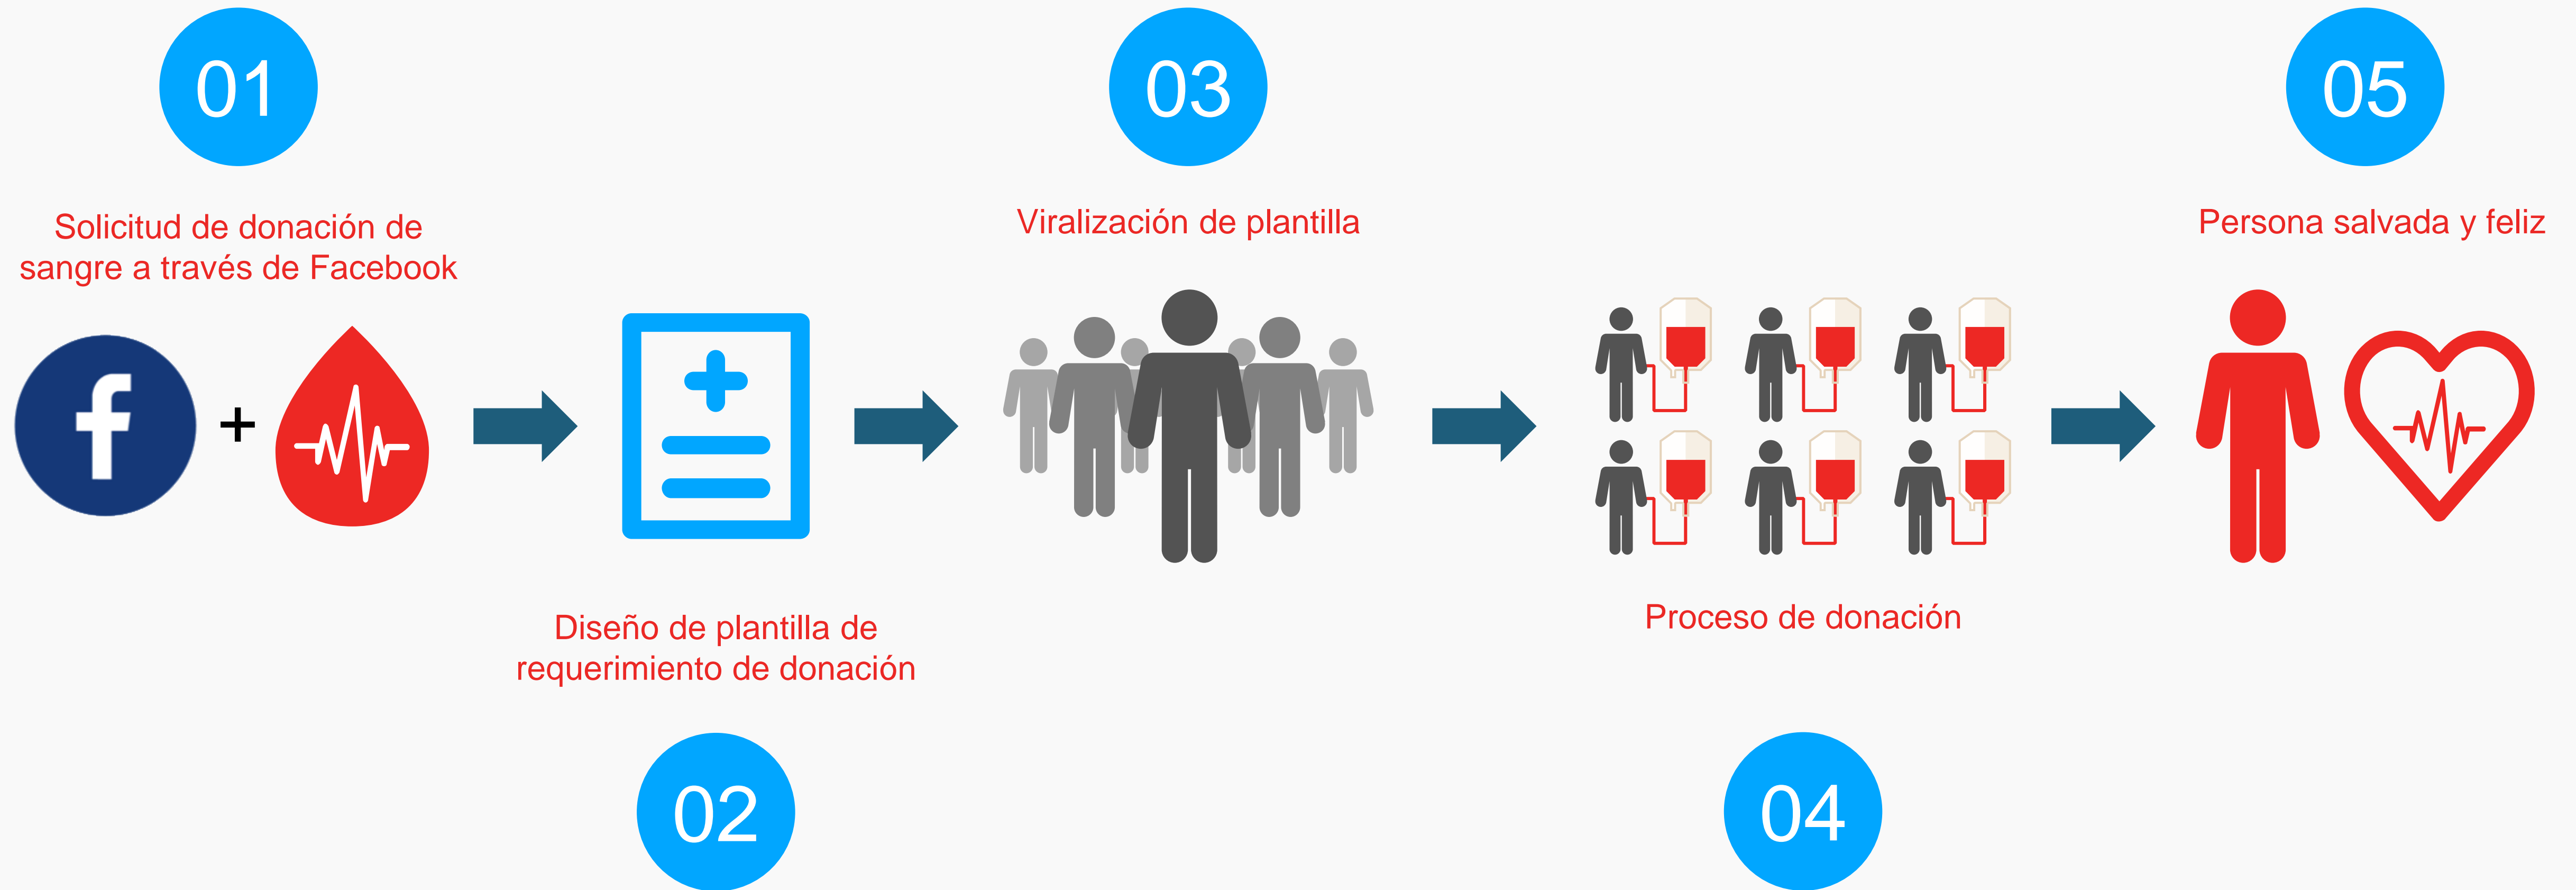 01
Solicitud de donación de
sangre a través de Facebook
f
+
02
Diseño de plantilla de
requerimiento de donación
03
Viralización de plantilla
04
Proceso de donación
05
Persona salvada y feliz